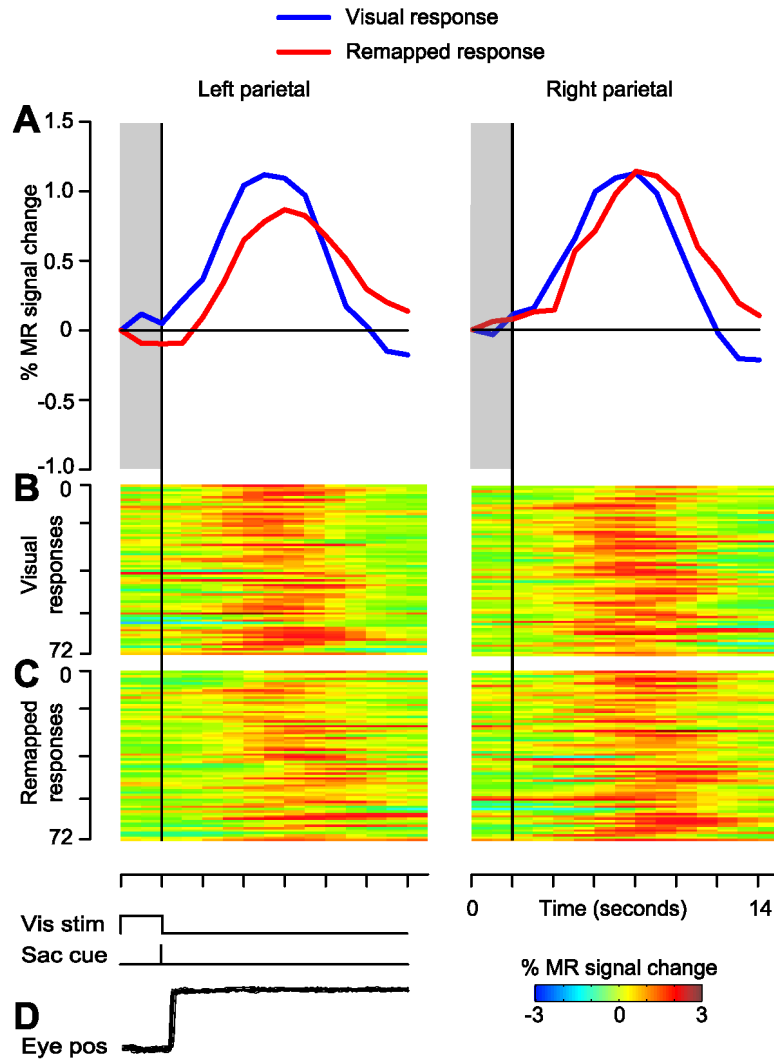 Visual response
Remapped response
Left parietal
Right parietal
A
1.5
1.0
0.5
0
-0.5
-1.0
% MR signal change
B
0
72
Visual
responses
C
0
72
Remapped
responses
0
Time (seconds)
14
Vis stim
Sac cue
% MR signal change
-3
0
3
D
Eye pos